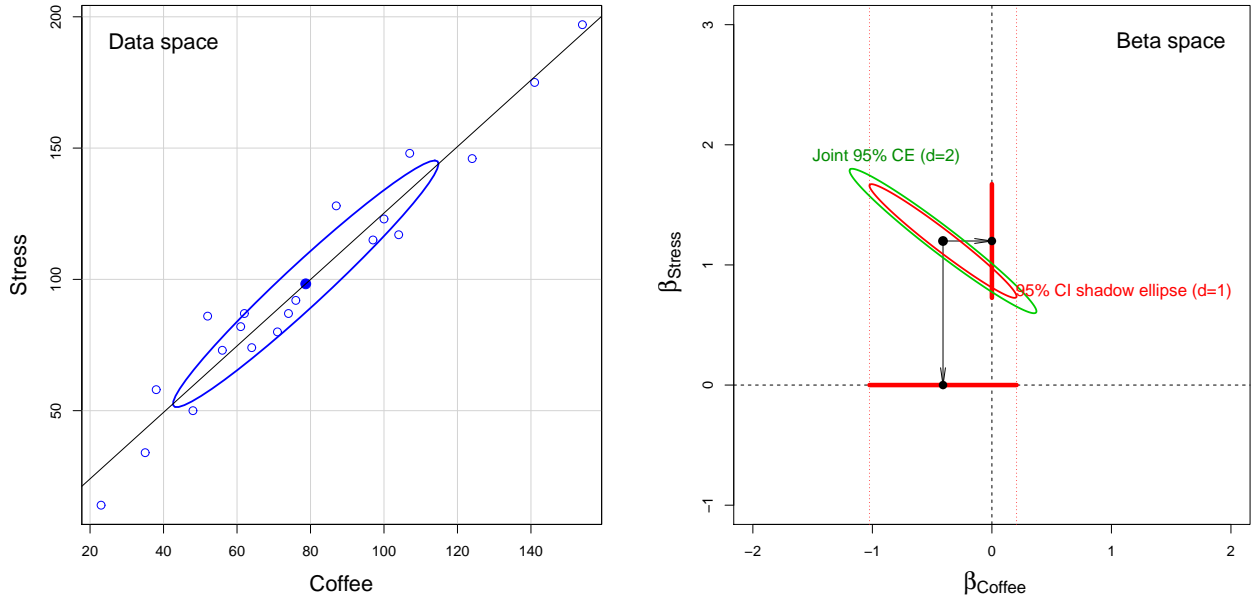 Data space
200
150
100
50
Stress
20
40
60
80
100
120
140
Coffee
Beta space
3
2
1
0
−1
βStress
Joint 95% CE (d=2)
95% CI shadow ellipse (d=1)
−2
−1
0
1
2
βCoffee